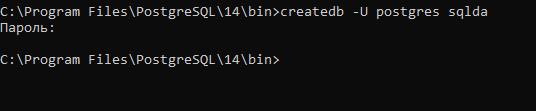 C:\Program Files\PostgreSQL\14\bin>createdb -U postgres sqlda
Пароль:
C:\Program Files\PostgreSQL\14\bin>